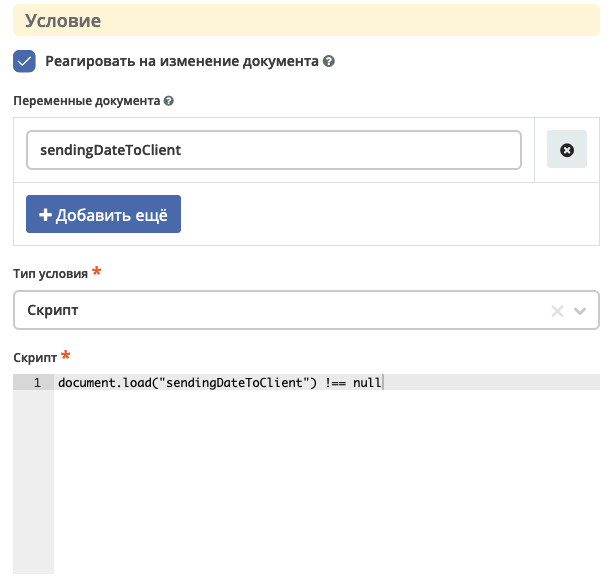 Условие
Реагировать на изменение документа
Переменные документа
sendingDateToClient
Добавить ещё
Тип условия *
Скрипт
Скрипт *
1 document.load("sendingDateToClient") !== null